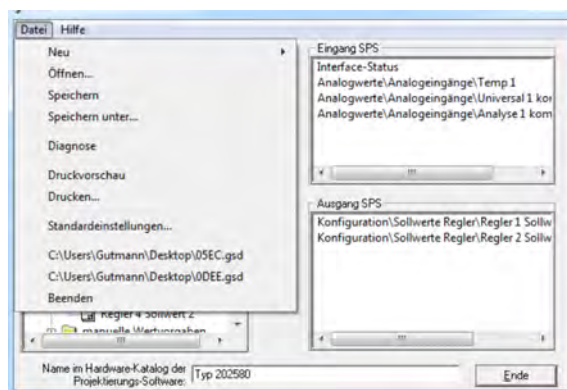 Datei Hilfe
Neu
Öffnen...
Speichern
Speichern unter...
Diagnose
Druckvorschau
Drucken...
Standardeinstellungen...
C:\Users\Gutmann\Desktop\05EC.gsd
C:\Users\Gutmann\Desktop\0DEE.gsd
Beenden
Regler 4 Sollwert 2
manuelle Wertvorgaben
Eingang SPS
Interface-Status
Analogwerte\Analogeingänge\Temp 1
Analogwerte\Analogeingänge\Universal 1 kor
Analogwerte\Analogeingänge\Analyse 1 kom
Ausgang SPS
Konfiguration\Sollwerte Regler\Regler 1 Sollw
Konfiguration\Sollwerte Regler\Regler 2 Sollw
Name im Hardware-Katalog der
Projektierungs-Software: Typ 202580
Ende